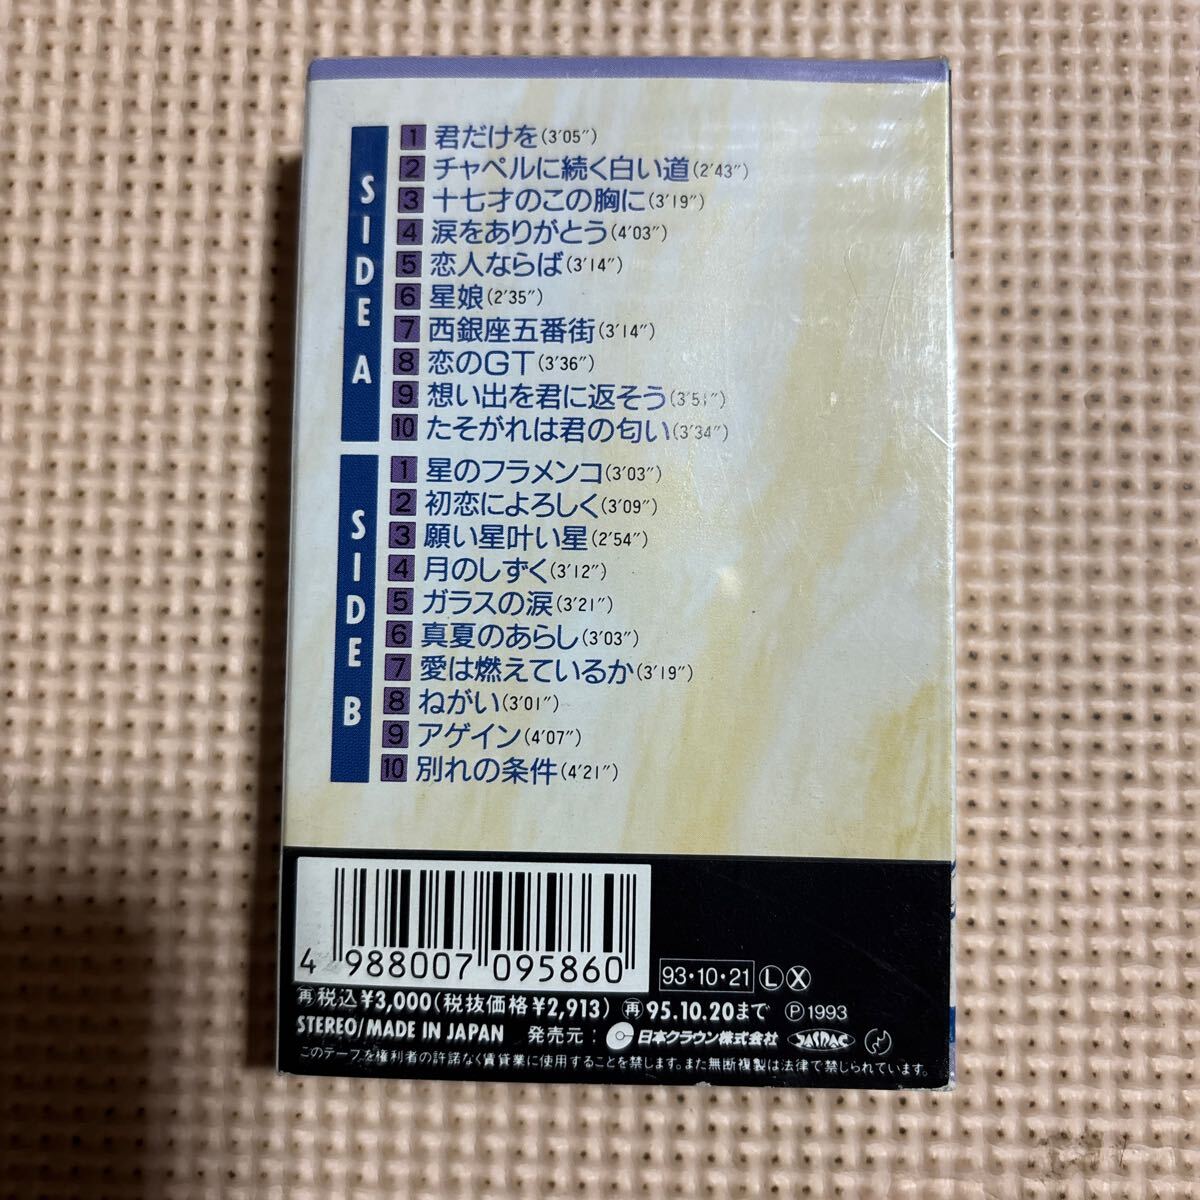 SIDE A
1 君だけを(3'05")
2 チャペルに続く白い道(2'43")
3 十七才のこの胸に(3'19")
4 涙をありがとう(4'03")
5 恋人ならば(3'14")
6 星娘(2'35")
7 西銀座五番街(3'14")
8 恋のGT(3'36")
9 想い出を君に返そう(3'51")
10 たそがれは君の匂い(3'34")
SIDE B
1 星のフラメンコ(3'03")
2 初恋によろしく(3'09")
3 願い星叶い星(2'54")
4 月のしずく(3'12")
5 ガラスの涙(3'21")
6 真夏のあらし(3'03")
7 愛は燃えているか(3'19")
8 ねがい(3'01")
9 アゲイン(4'07")
10 別れの条件(4'21")
4 988007 095860
93・10・21 Ⓛ Ⓧ
㊢税込¥3,000(税抜価格¥2,913) 再95.10.20まで Ⓟ1993
STEREO/MADE IN JAPAN 発売元: 日本クラウン株式会社 JASRAC
このテープを権利者の許諾なく賃貸業に使用することを禁じます。また無断複製は法律で禁じられています。